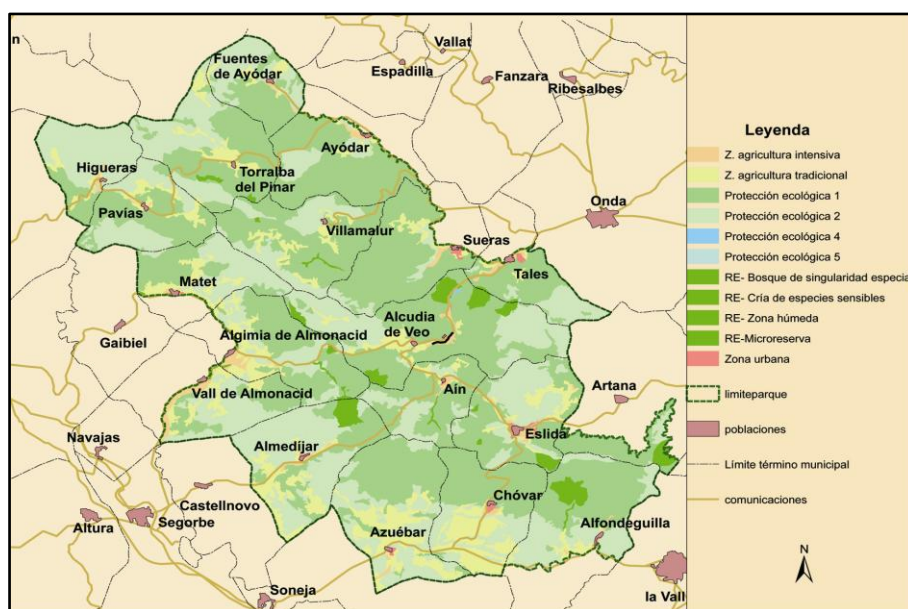 n
Vallat
Fuentes
de Ayódar
Espadilla
Fanzara
Ribesalbes
Ayódar
Higueras
Torralba
del Pinar
Pavías
Onda
Villamalur
Sueras
Tales
Matet
Gaibiel
Algimia de Almonacid
Alcudia
de Veo
Vall de Almonacid
Aín
Artana
Navajas
Almedíjar
Eslida
Castellnovo
Chóvar
Altura
Segorbe
Azuébar
Alfondeguilla
Soneja
la Vall
Leyenda
Z. agricultura intensiva
Z. agricultura tradicional
Protección ecológica 1
Protección ecológica 2
Protección ecológica 4
Protección ecológica 5
RE- Bosque de singularidad especia
RE- Cría de especies sensibles
RE- Zona húmeda
RE-Microreserva
Zona urbana
limiteparque
poblaciones
Límite término municipal
comunicaciones
N